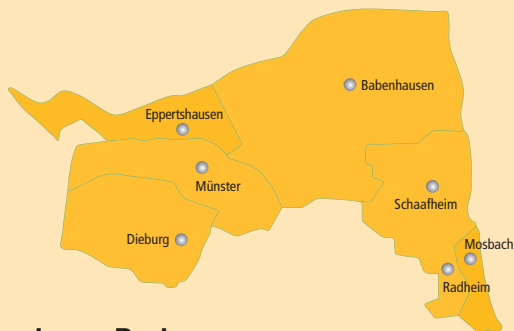 Babenhausen
Eppertshausen
Münster
Schaafheim
Dieburg
Mosbach
Radheim